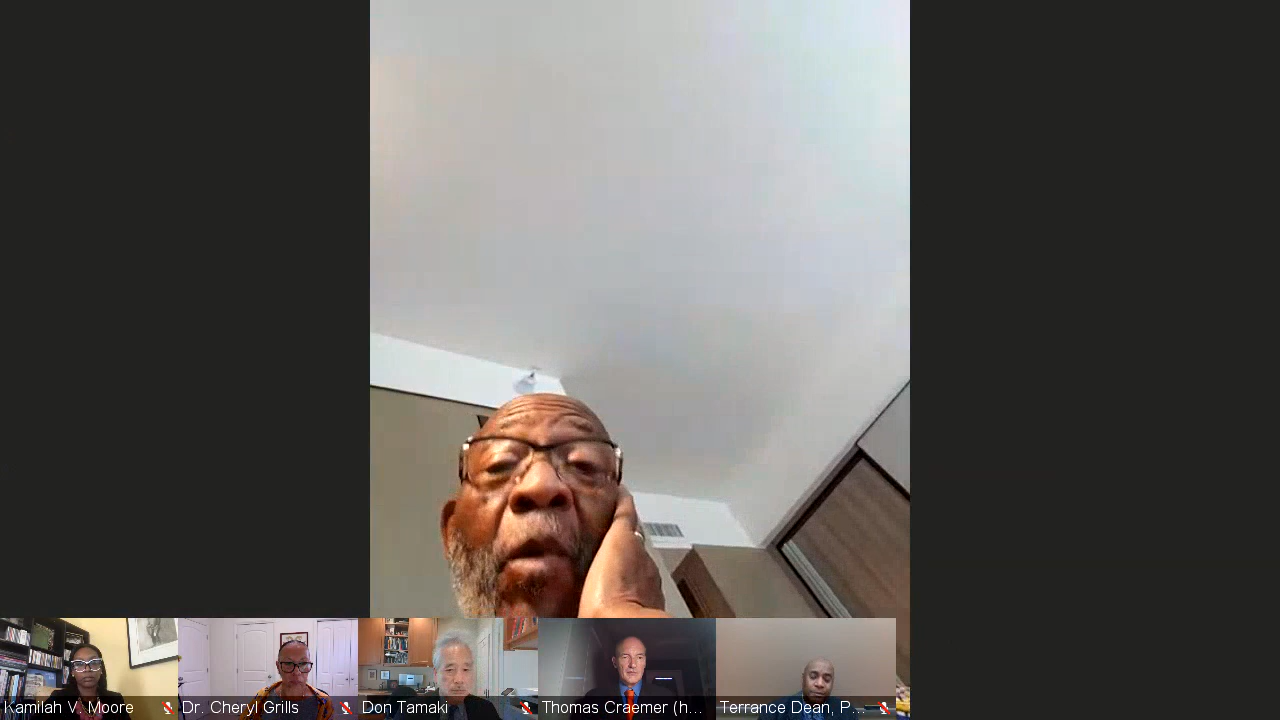 Kamilah V. Moore
Dr. Cheryl Grills
Don Tamaki
Thomas Craemer (h...
Terrance Dean, P...